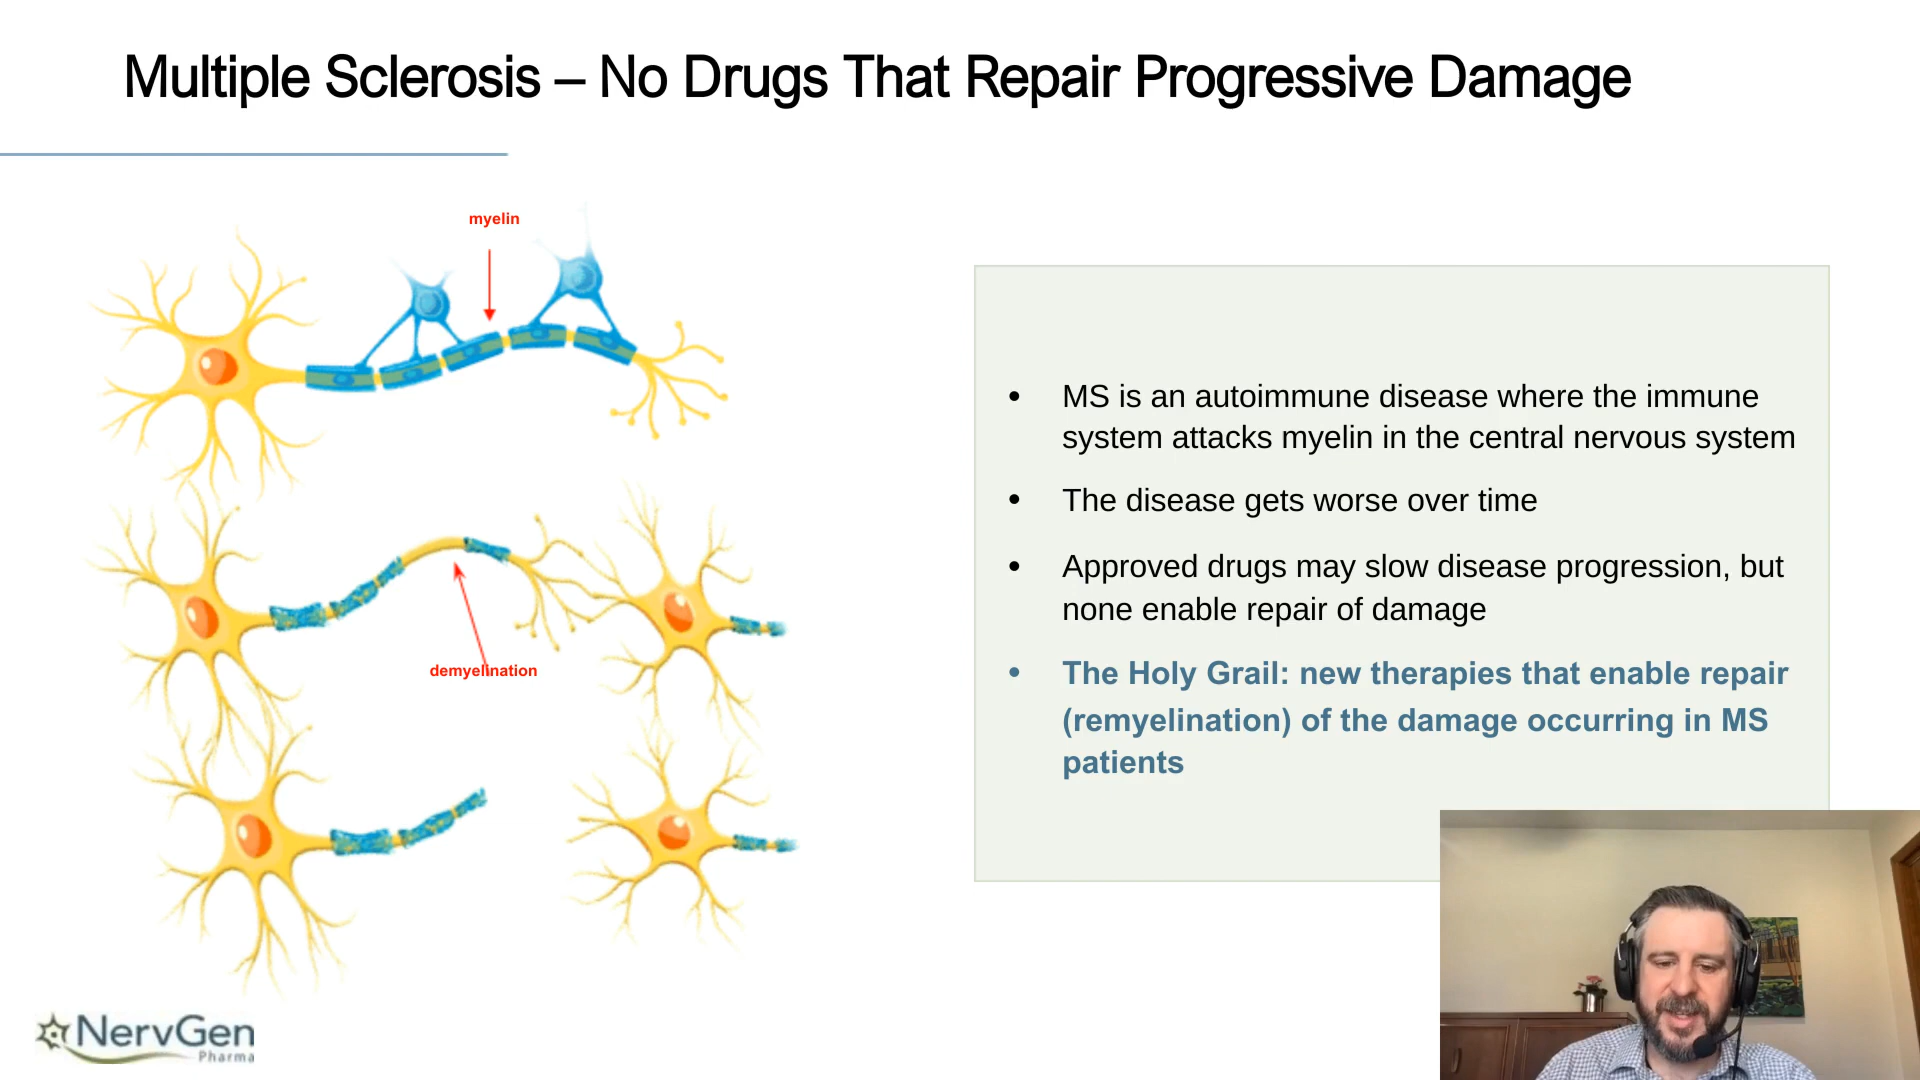 Multiple Sclerosis – No Drugs That Repair Progressive Damage
myelin
demyelination
• MS is an autoimmune disease where the immune
system attacks myelin in the central nervous system
• The disease gets worse over time
• Approved drugs may slow disease progression, but
none enable repair of damage
• The Holy Grail: new therapies that enable repair
(remyelination) of the damage occurring in MS
patients
NervGen
Pharma